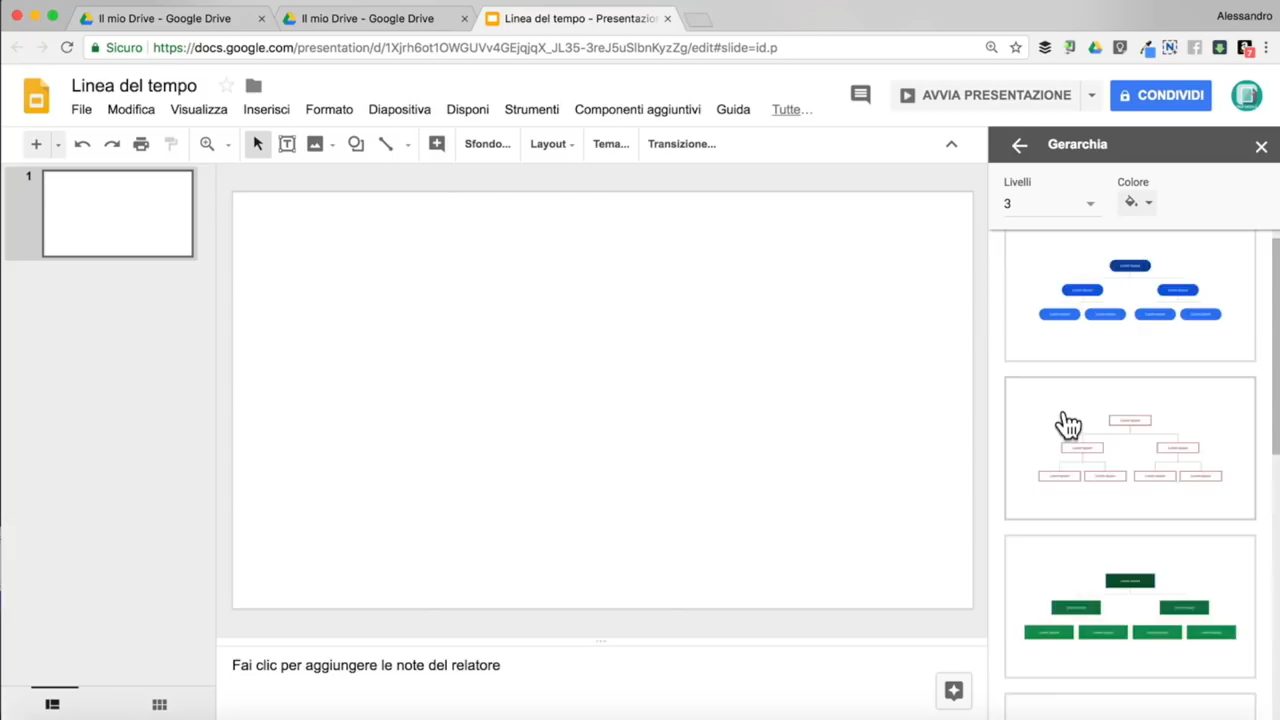 Il mio Drive - Google Drive
Il mio Drive - Google Drive
Linea del tempo - Presentazio
Alessandro
Sicuro
https://docs.google.com/presentation/d/1Xjrh6ot1OWGUVv4GEjqjqX_JL35-3reJ5uSlbnKyzZg/edit#slide=id.p
7
Linea del tempo
File Modifica Visualizza Inserisci Formato Diapositiva Disponi Strumenti Componenti aggiuntivi Guida Tutte...
AVVIA PRESENTAZIONE
CONDIVIDI
Sfondo... Layout Tema... Transizione...
Gerarchia
Livelli
Colore
3
1
Fai clic per aggiungere le note del relatore